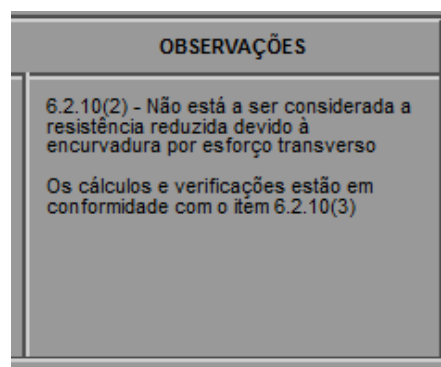 OBSERVAÇÕES
6.2.10(2) - Não está a ser considerada a
resistência reduzida devido à
encurvadura por esforço transverso
Os cálculos e verificações estão em
conformidade com o item 6.2.10(3)